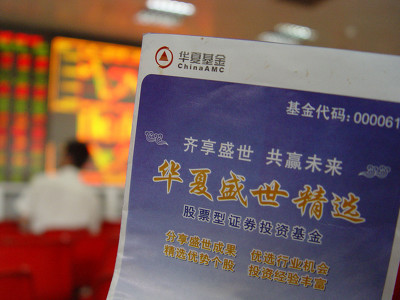 华夏基金
ChinaAMC
基金代码:000061
齐享盛世 共赢未来
华夏盛世精选
股票型证券投资基金
分享盛世成果 优选行业机会
精选优势个股 投资经验丰富